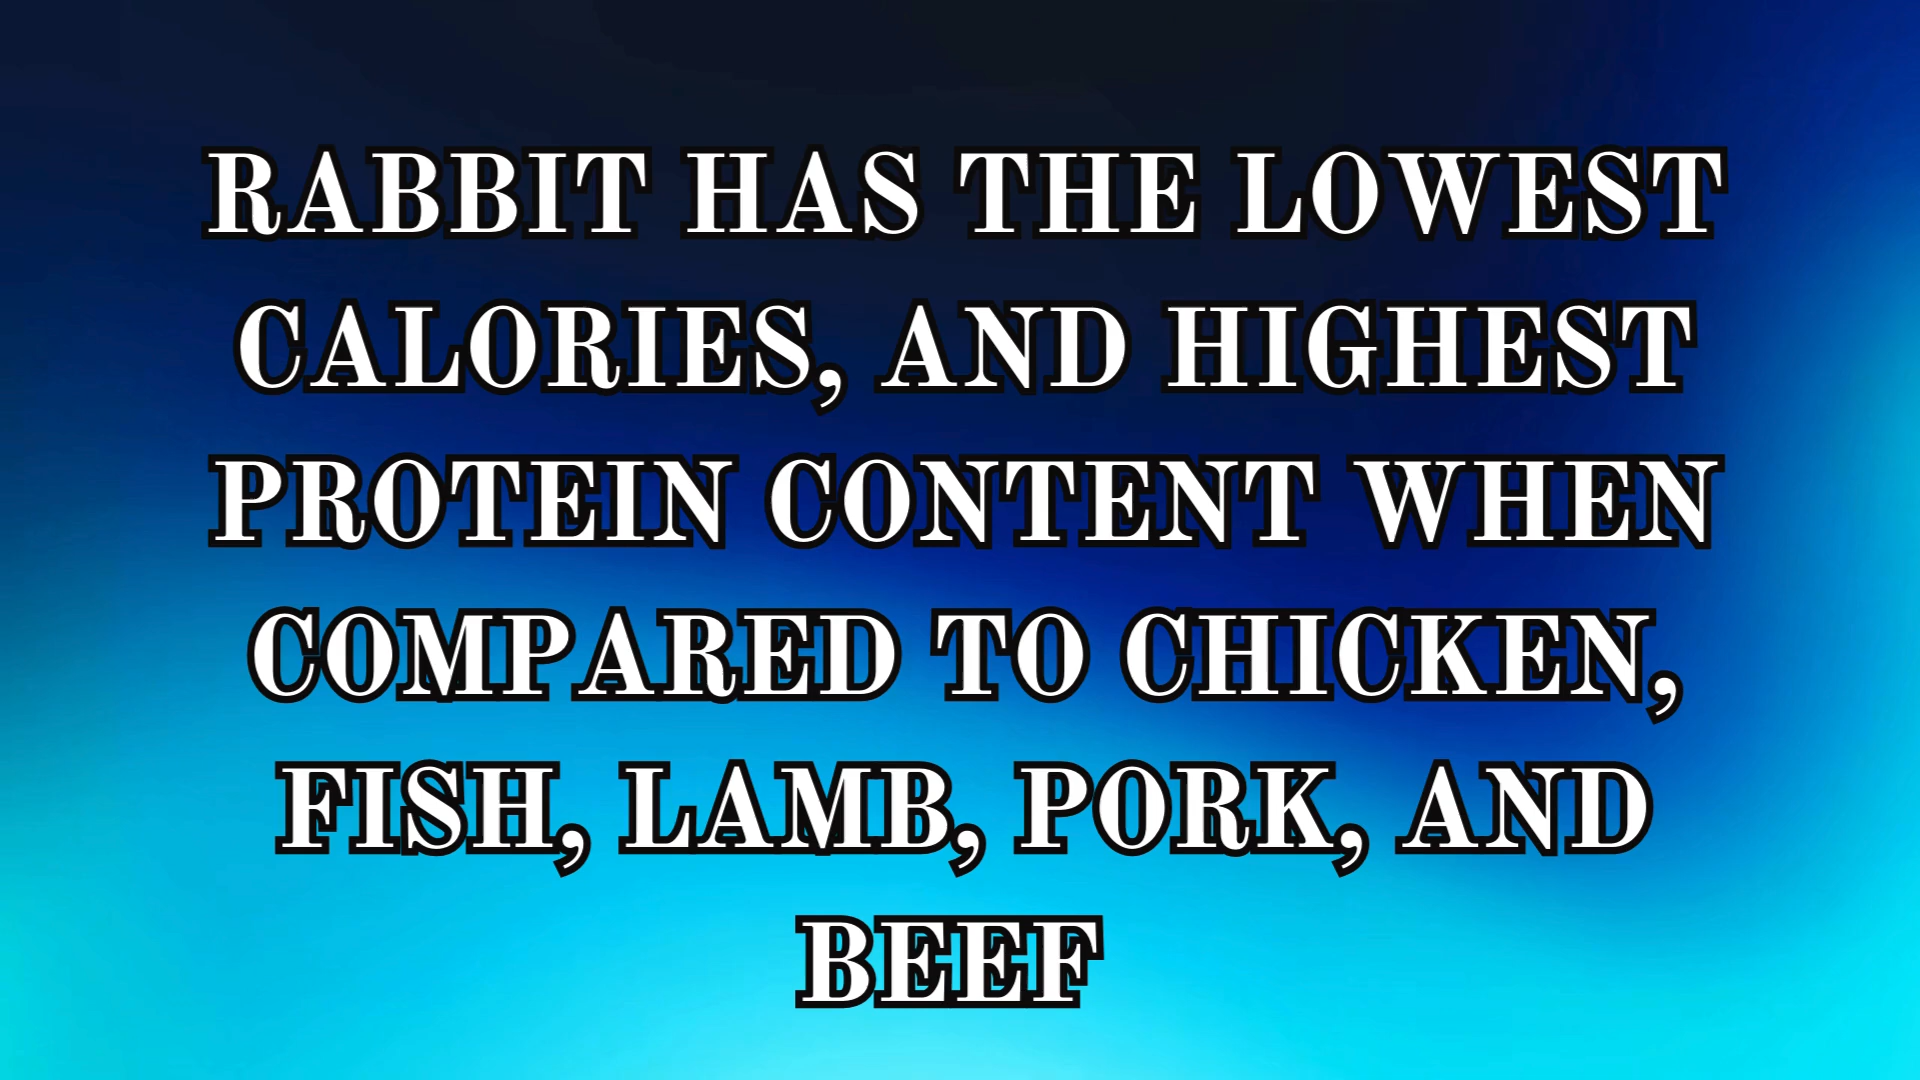 RABBIT HAS THE LOWEST
CALORIES, AND HIGHEST
PROTEIN CONTENT WHEN
COMPARED TO CHICKEN,
FISH, LAMB, PORK, AND
BEEF